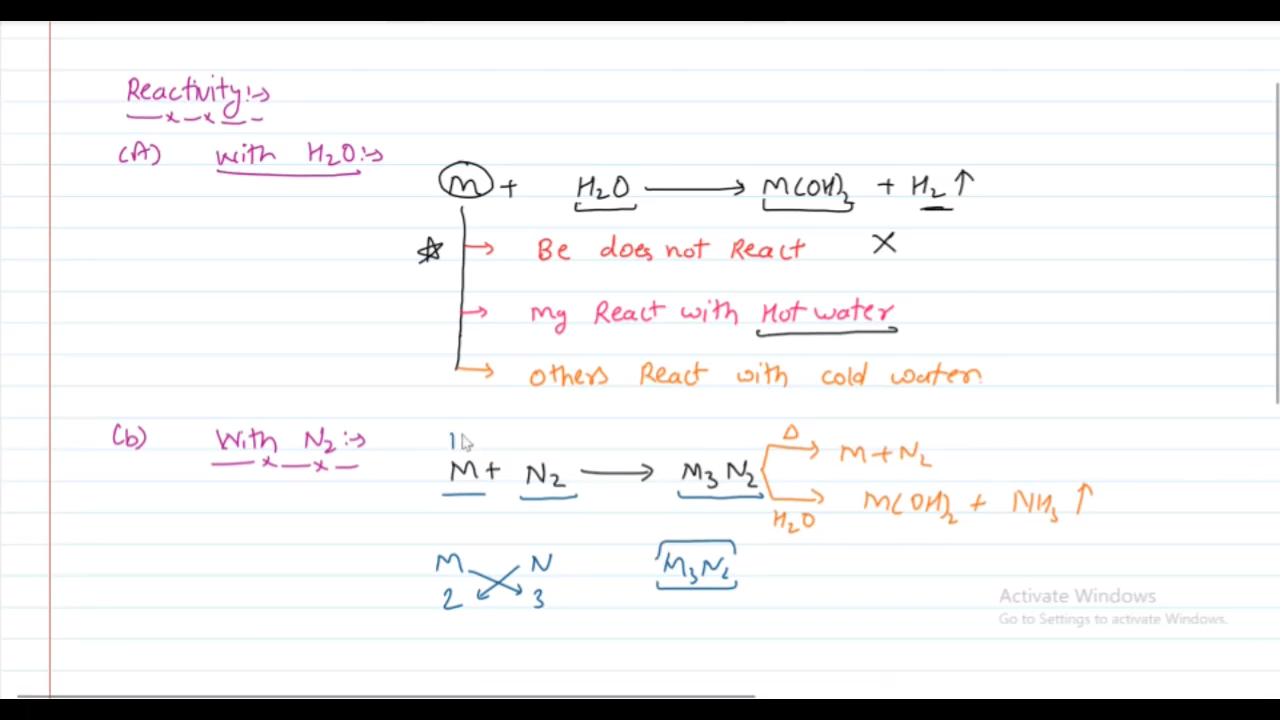 Reactivity:→
(A) with H2O:→
M + H2O → M(OH)2 + H2 ↑
Be does not React X
mg React with Hot water
others React with cold water.
(b) With N2:→
M + N2 → M3N2
Δ → M + N2
H2O → M(OH)2 + NH3 ↑
M N M3N2
2 3
Activate Windows
Go to Settings to activate Windows.